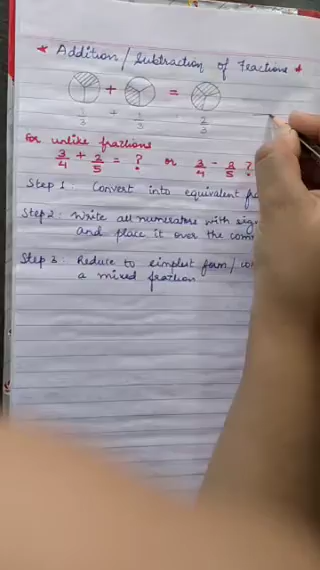 * Addition/Subtraction of Fractions *
+ =
1/3 + 1/3 = 2/3
For unlike fractions
3/4 + 2/5 = ? or 3/4 - 2/5 ?
Step 1: Convert into equivalent
Step 2: Write all numerators with
and place it over the
Step 3: Reduce to simplest form/
a mixed fraction